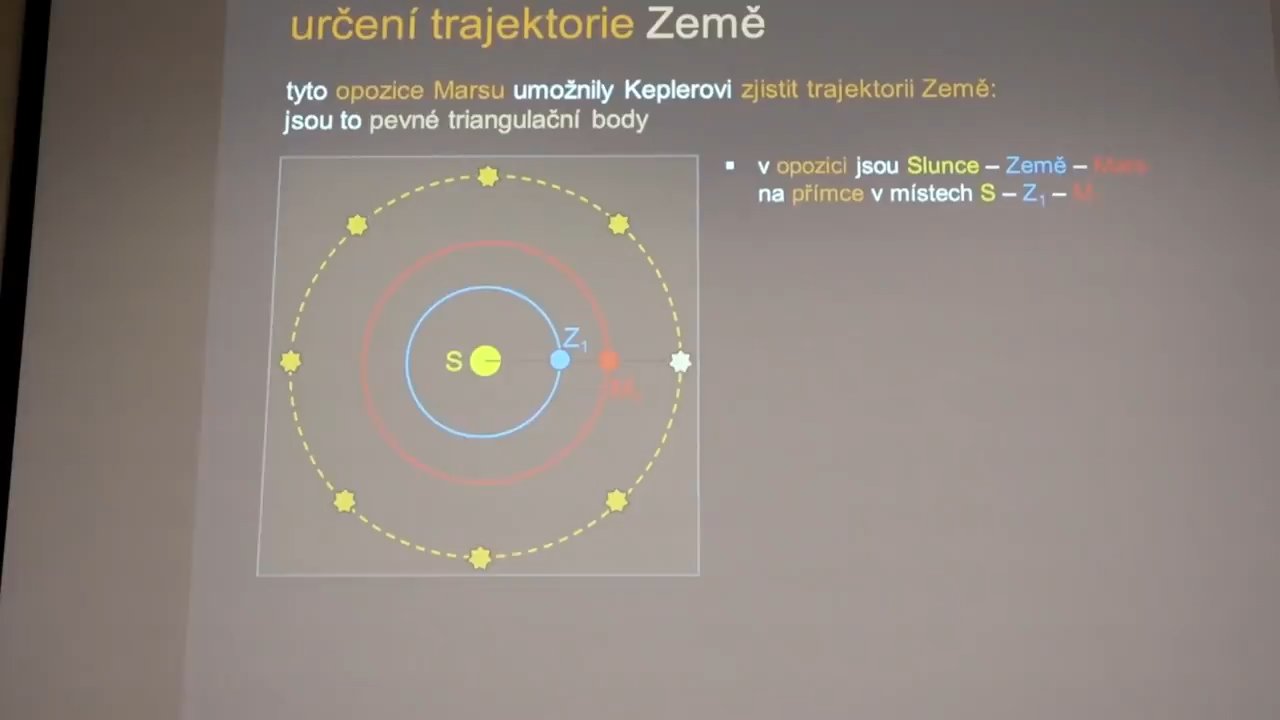 určení trajektorie Země
tyto opozice Marsu umožnily Keplerovi zjistit trajektorii Země:
jsou to pevné triangulační body
▪ v opozici jsou Slunce – Země – Mars
na přímce v místech S – Z₁ – M
Z₁
S